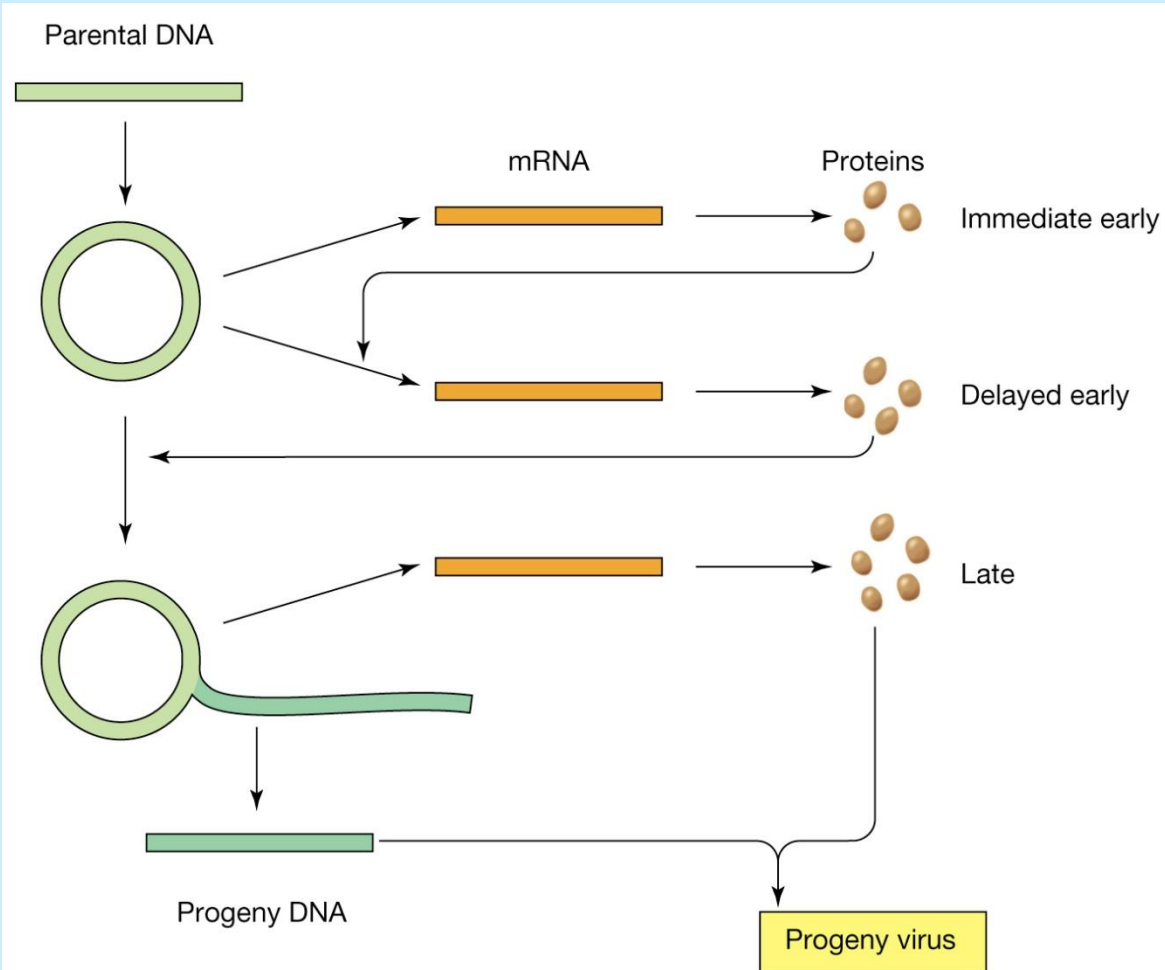 Parental DNA
mRNA
Proteins
Immediate early
Delayed early
Late
Progeny DNA
Progeny virus